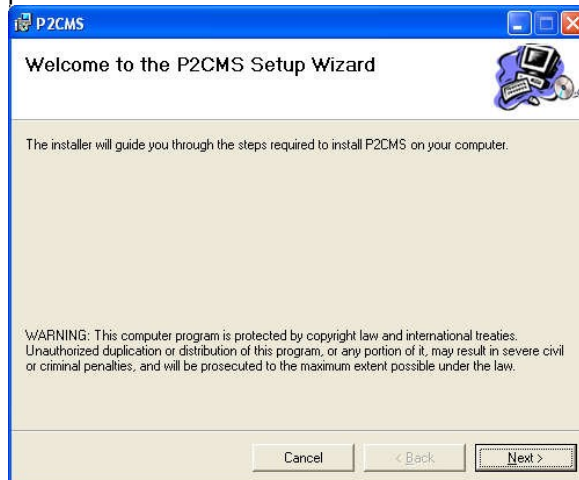 P2CMS
Welcome to the P2CMS Setup Wizard
The installer will guide you through the steps required to install P2CMS on your computer.
WARNING: This computer program is protected by copyright law and international treaties.
Unauthorized duplication or distribution of this program, or any portion of it, may result in severe civil
or criminal penalties, and will be prosecuted to the maximum extent possible under the law.
Cancel < Back Next >